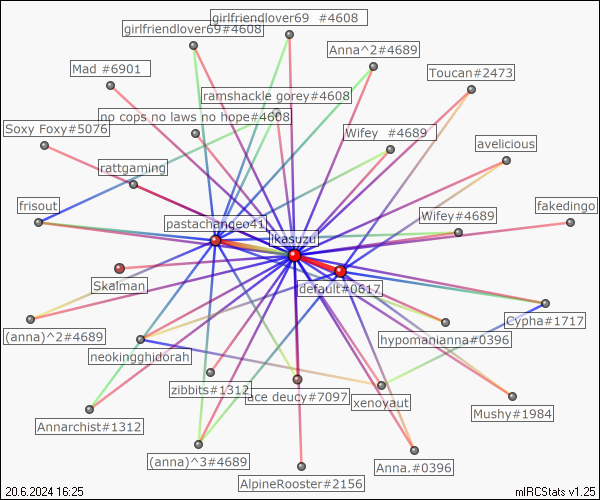 girlfriendlover69  #4608
girlfriendlover69#4608
Anna^2#4689
Mad #6901
Toucan#2473
ramshackle gorey#4608
no cops no laws no hope#4608
Soxy Foxy#5076
Wifey  #4689
avelicious
rattgaming
frisout
fakedingo
Wifey#4689
pastachangeo41
ikasuzu
Skalman
default#0617
Cypha#1717
(anna)^2#4689
hypomanianna#0396
neokingghidorah
zibbits#1312
ace deucy#7097
xenovaut
Mushy#1984
Annarchist#1312
(anna)^3#4689
Anna.#0396
AlpineRooster#2156
20.6.2024 16:25
mIRCStats v1.25